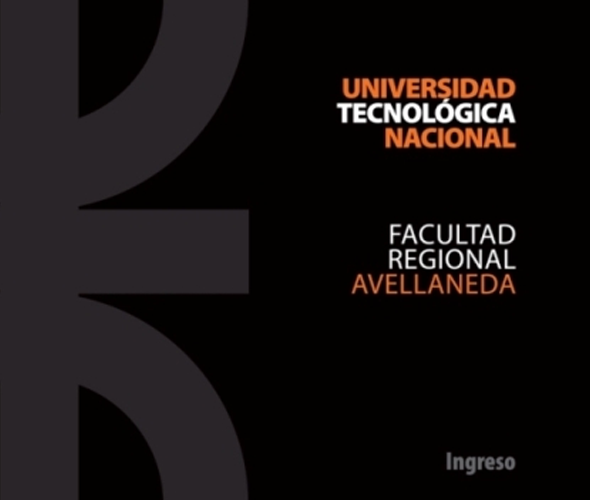 UNIVERSIDAD
TECNOLÓGICA
NACIONAL
FACULTAD
REGIONAL
AVELLANEDA
Ingreso